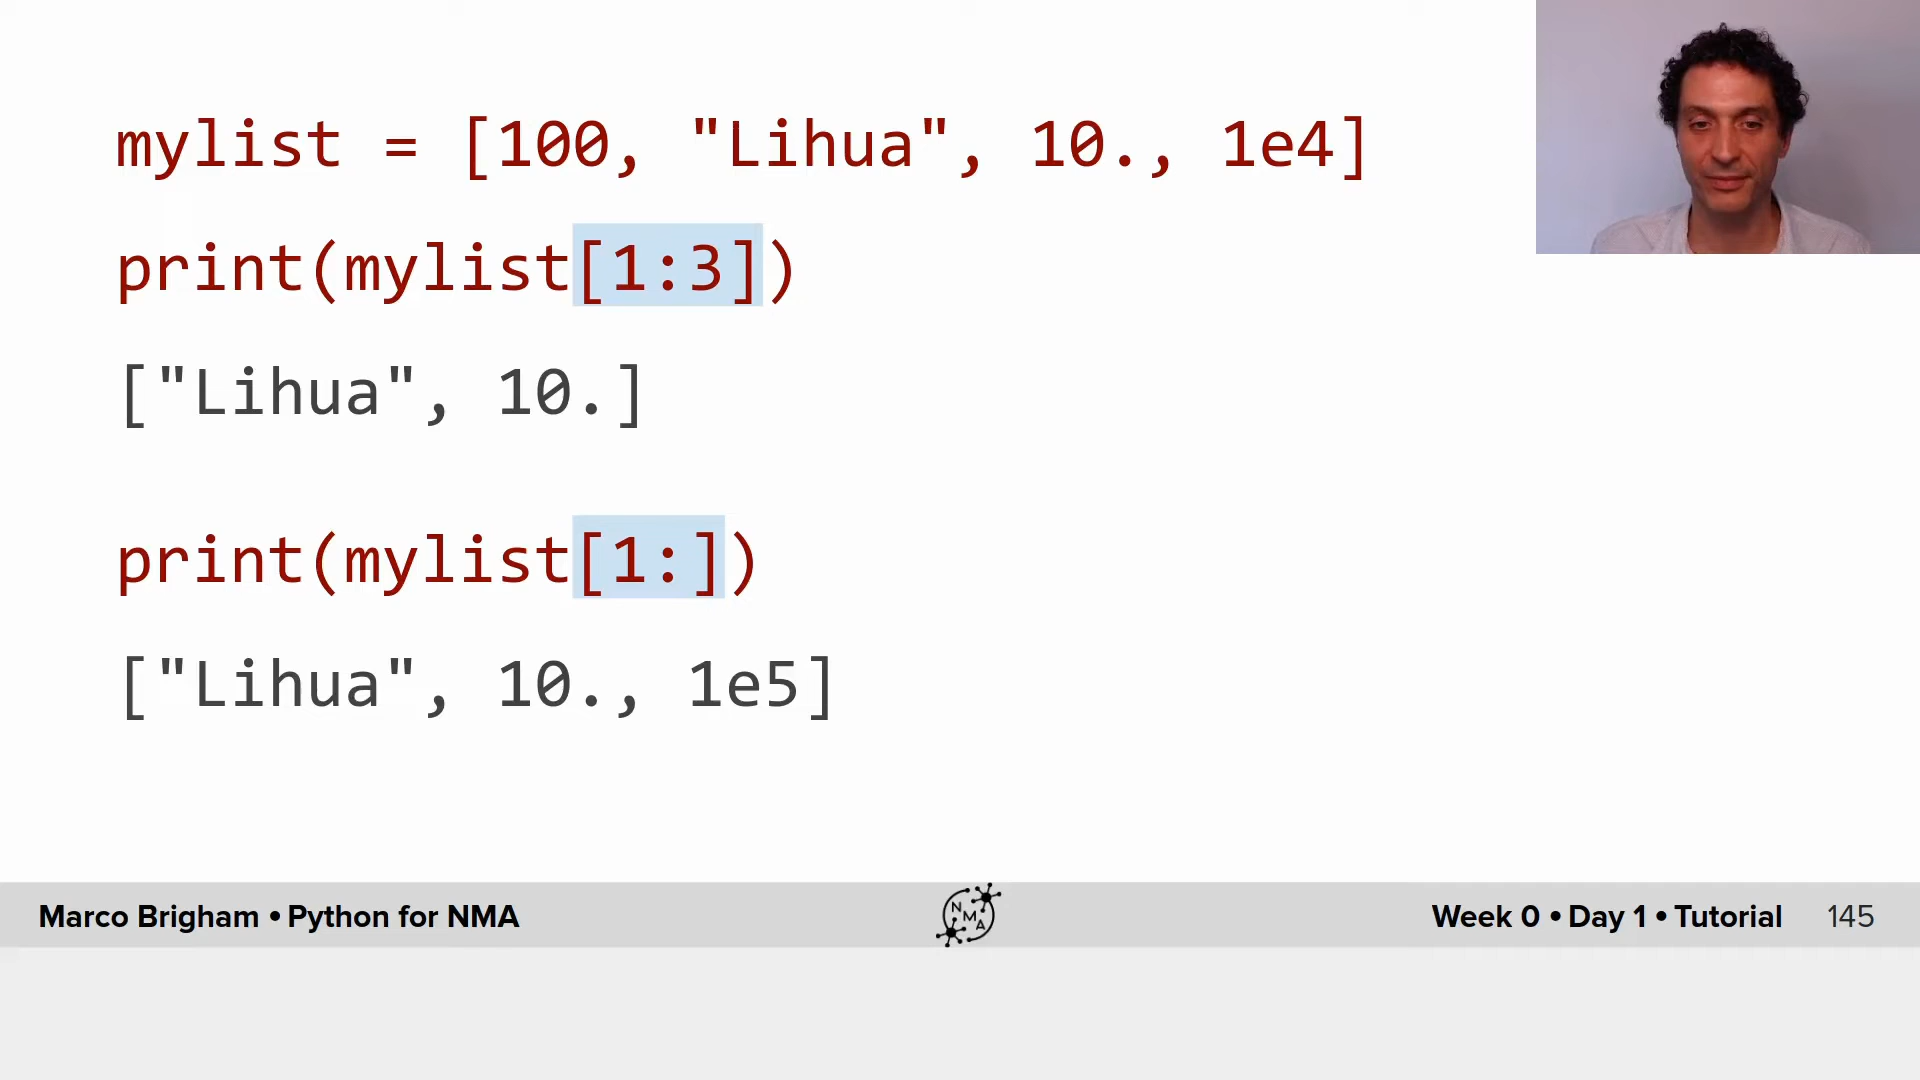 mylist = [100, "Lihua", 10., 1e4]
print(mylist[1:3])
["Lihua", 10.]
print(mylist[1:])
["Lihua", 10., 1e5]
Marco Brigham • Python for NMA
NMA
Week 0 • Day 1 • Tutorial 145